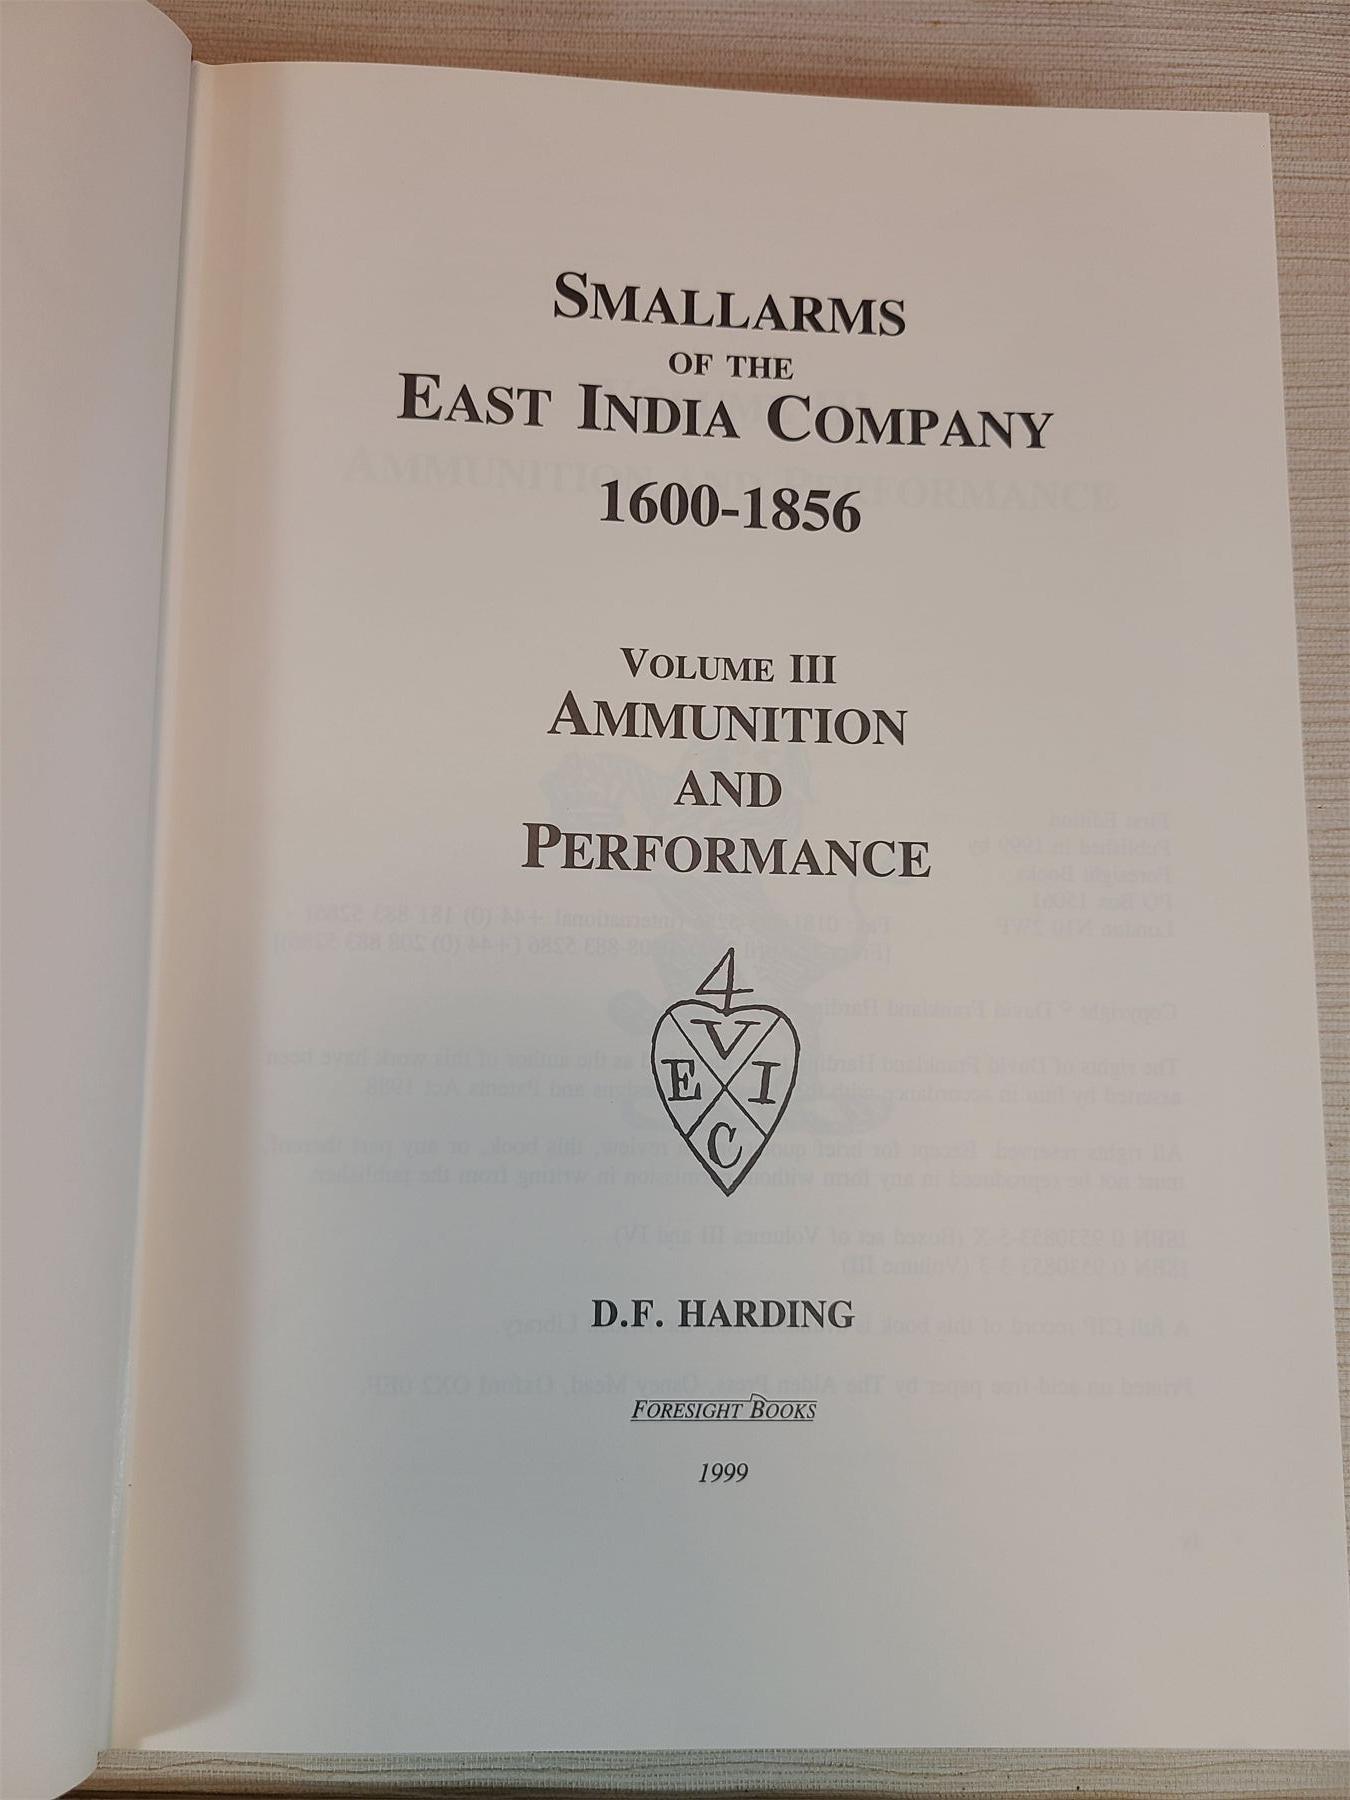 SMALLARMS
OF THE
EAST INDIA COMPANY
1600-1856
VOLUME III
AMMUNITION
AND
PERFORMANCE
4
V
E I
C
D.F. HARDING
FORESIGHT BOOKS
1999